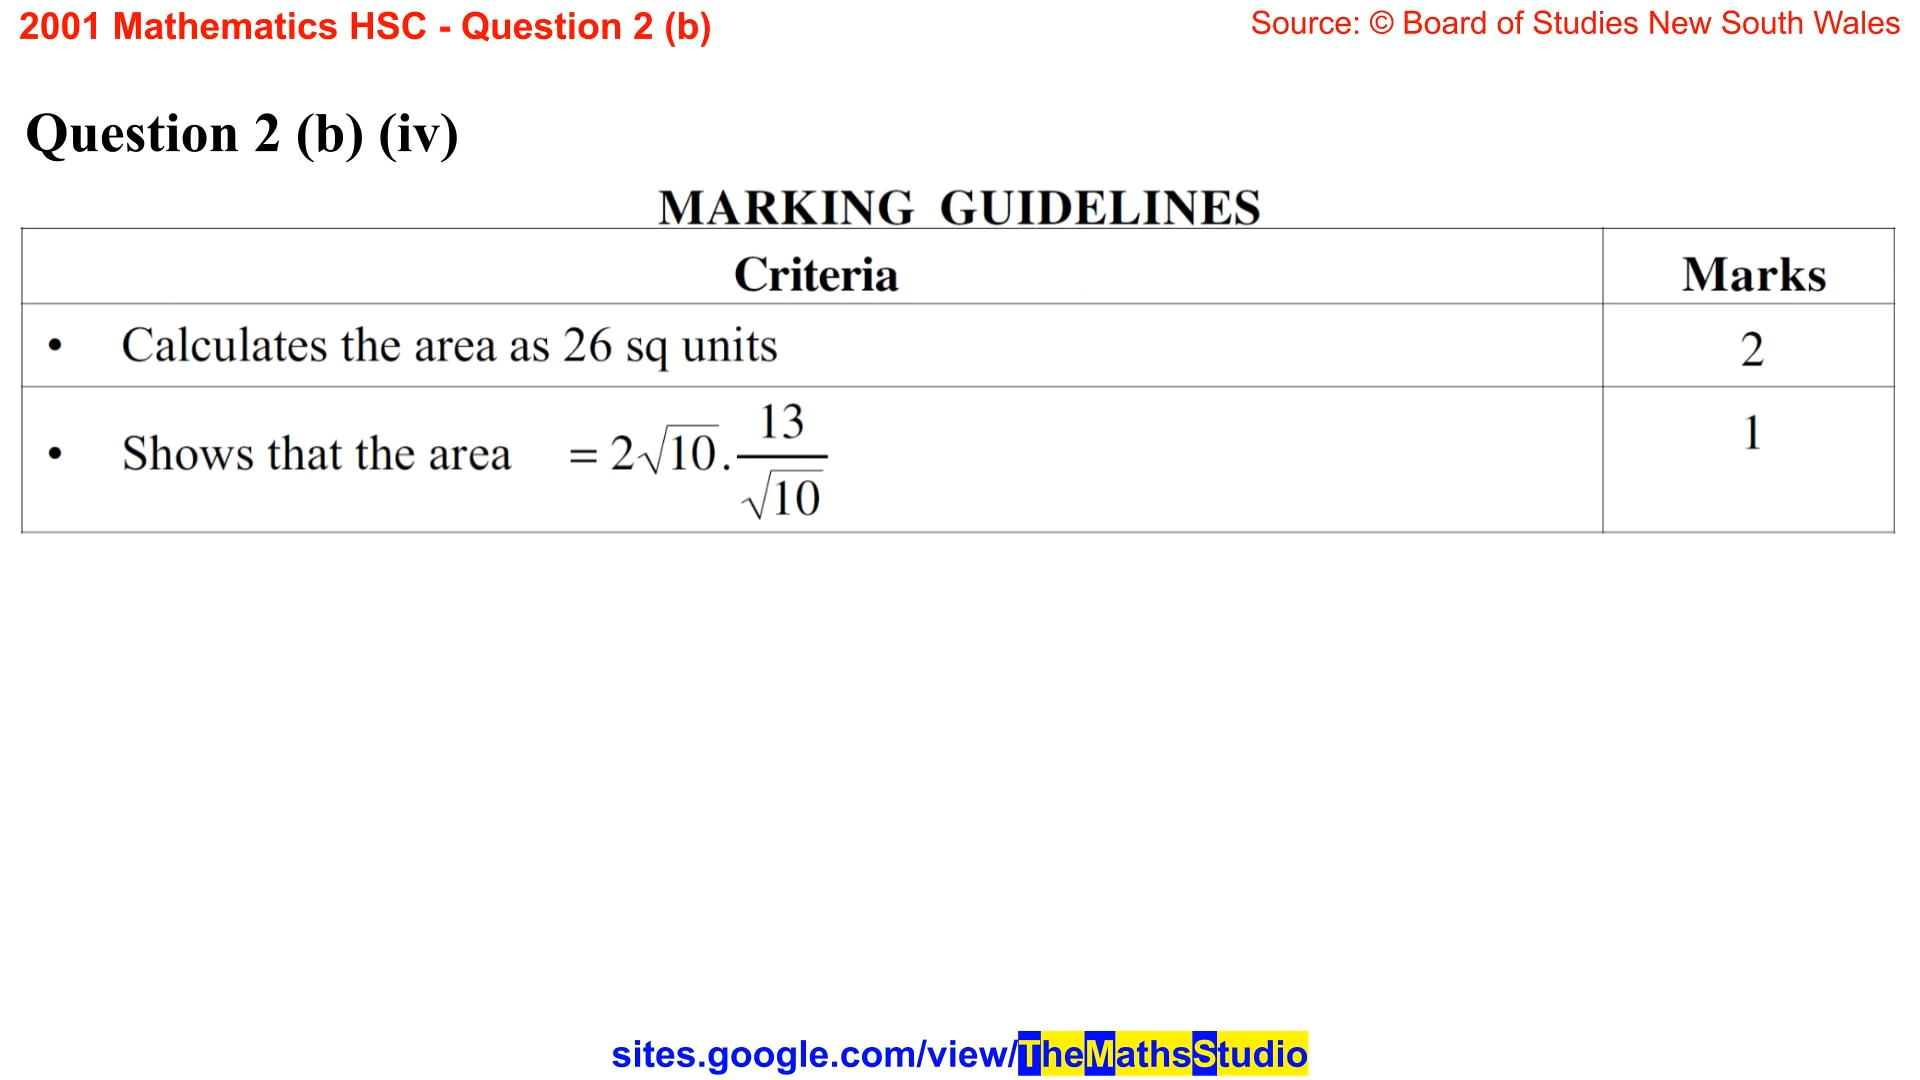 2001 Mathematics HSC - Question 2 (b)
Source: © Board of Studies New South Wales
Question 2 (b) (iv)
MARKING GUIDELINES
Criteria Marks
• Calculates the area as 26 sq units 2
• Shows that the area = 2√10 . 13/√10 1
sites.google.com/view/TheMathsStudio